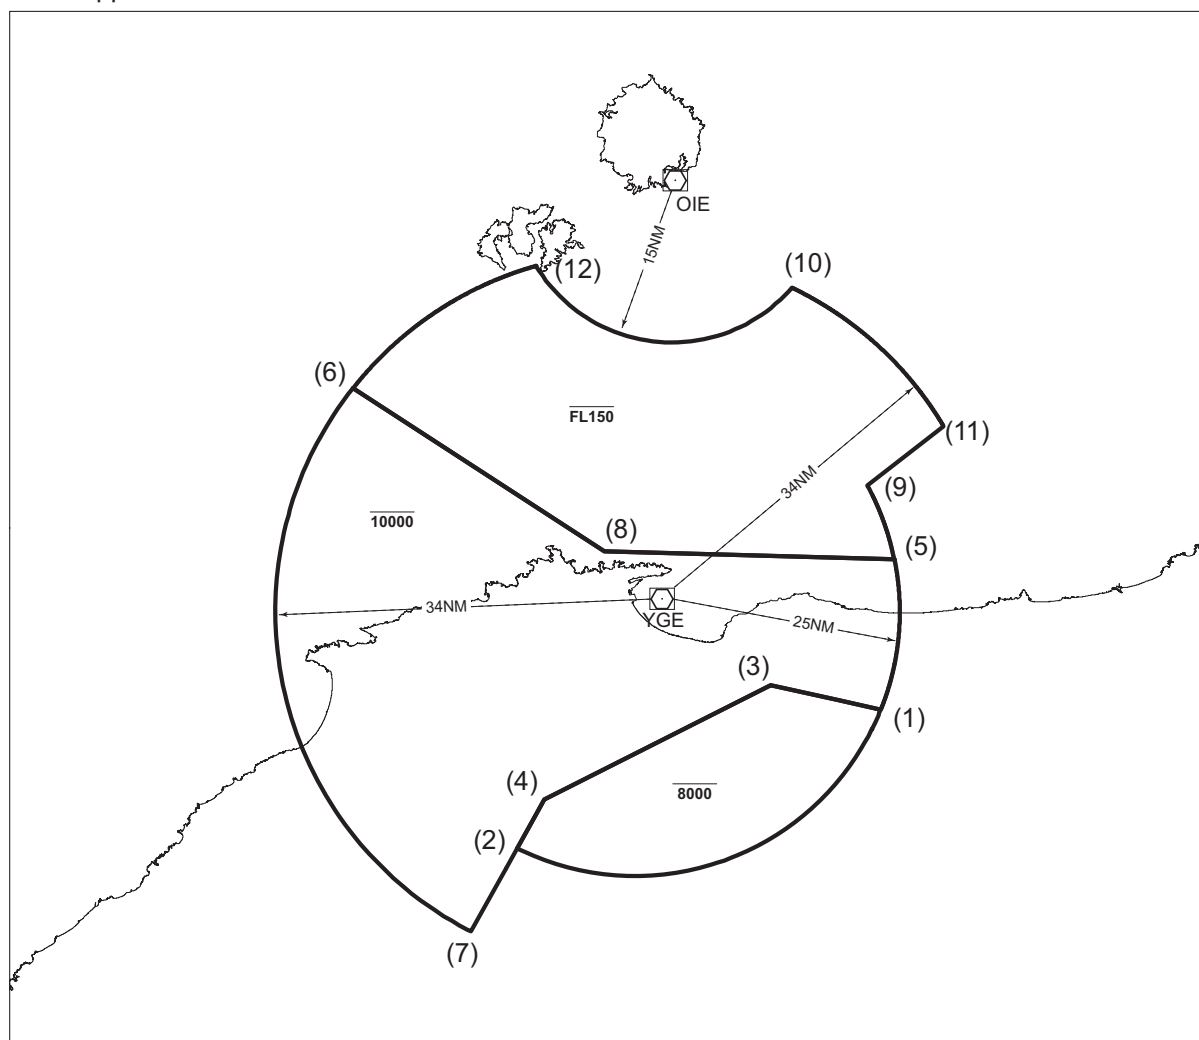 OIE
15NM
(12)
(10)
(6)
FL150
(11)
34NM
(9)
10000
(8)
(5)
34NM
YGE
25NM
(3)
(1)
(4)
8000
(2)
(7)